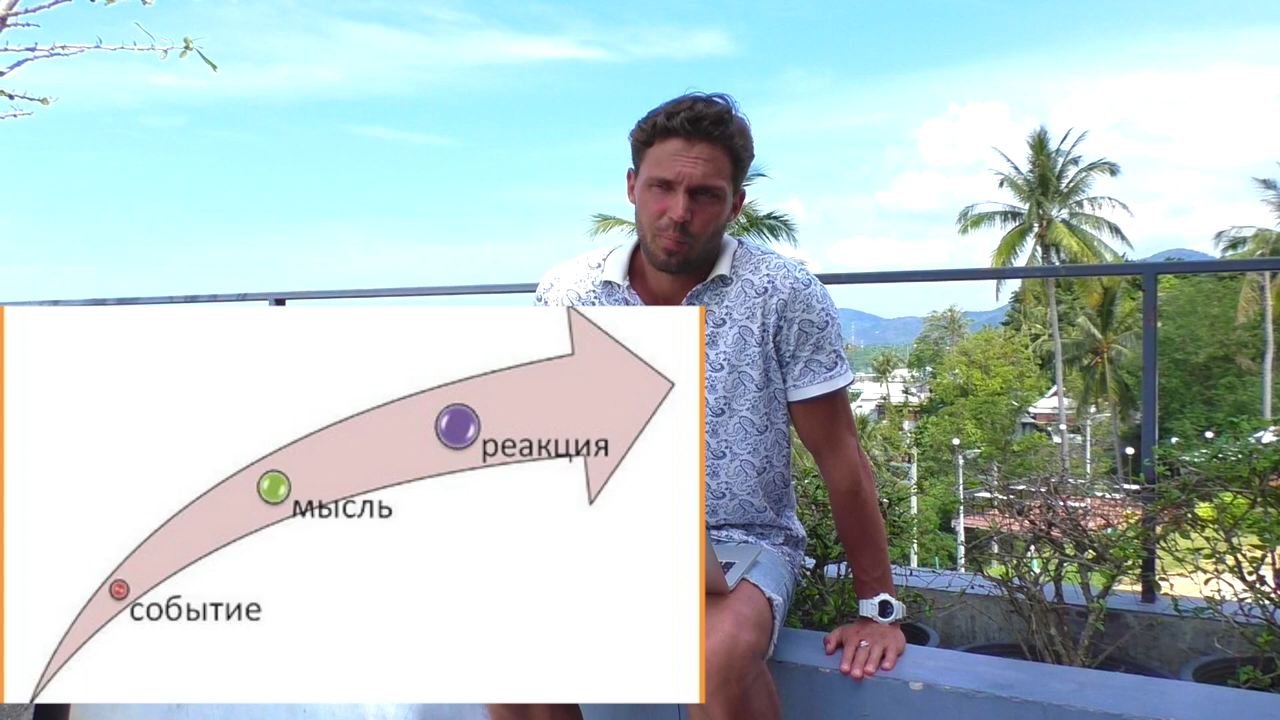 событие
мысль
реакция